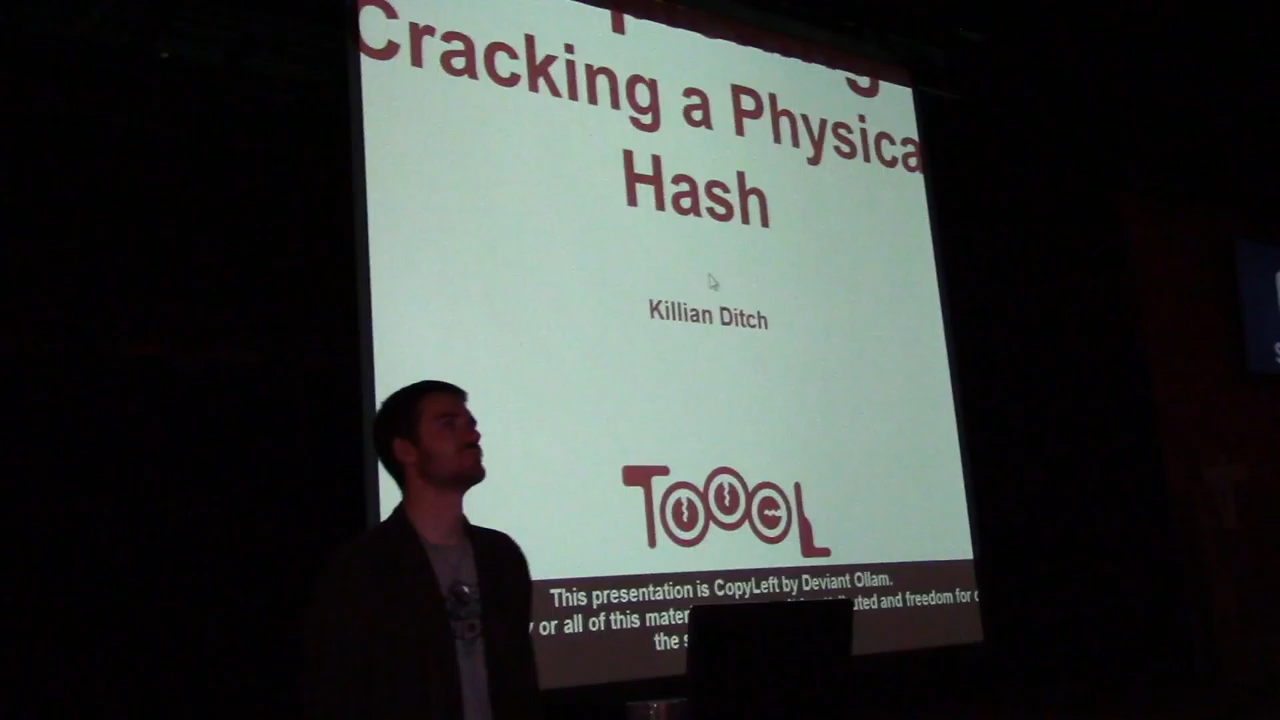 Cracking a Physica
Hash
Killian Ditch
TOOOL
This presentation is CopyLeft by Deviant Ollam.
or all of this mater and freedom for
the